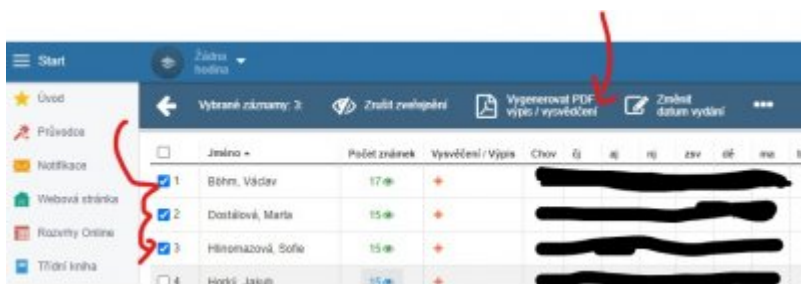 Start
Žádná
hodina
Úvod
Průvodce
Notifikace
Webová stránka
Rozvrhy Online
Třídní kniha
Vybrané záznamy: 3
Zrušit zveřejnění
Vygenerovat PDF
výpis / vysvědčení
Změnit
datum vydání
Jméno Počet známek Vysvěčení / Výpis Chov čj aj nj zsv dě ma
1 Böhm, Václav 17
2 Dostálová, Marta 15
3 Hlinomazová, Sofie 15
4 Horký, Jakub 15